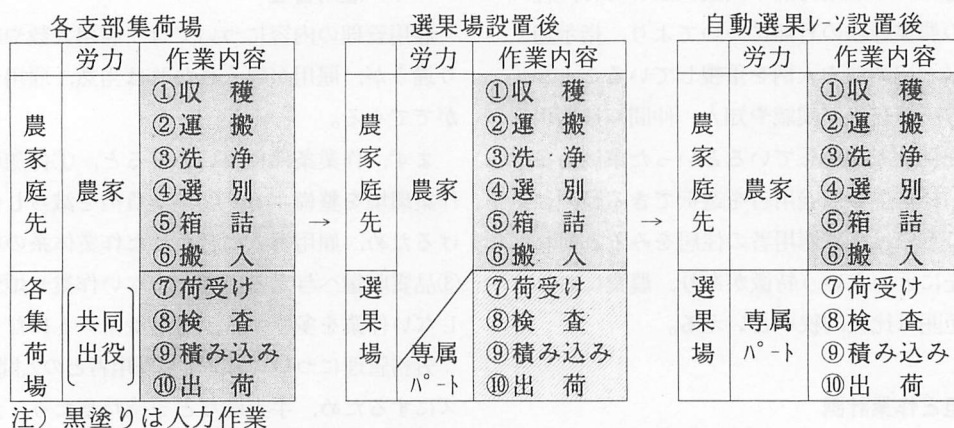 各支部集荷場 選果場設置後 自動選果ﾚｰﾝ設置後
労力 作業内容 労力 作業内容 労力 作業内容
①収 穫 ①収 穫 ①収 穫
農 ②運 搬 農 ②運 搬 農 ②運 搬
家 ③洗 浄 家 ③洗 浄 家 ③洗 浄
庭 農家 ④選 別 庭 農家 ④選 別 庭 農家 ④選 別
先 ⑤箱 詰 → 先 ⑤箱 詰 → 先 ⑤箱 詰
⑥搬 入 ⑥搬 入 ⑥搬 入
各 ⑦荷受け 選 ⑦荷受け 選 ⑦荷受け
集 共同 ⑧検 査 果 ⑧検 査 果 専属 ⑧検 査
荷 出役 ⑨積み込み 場 専属 ⑨積み込み 場 ﾊﾟｰﾄ ⑨積み込み
場 ⑩出 荷 ﾊﾟｰﾄ ⑩出 荷 ⑩出 荷
注）黒塗りは人力作業